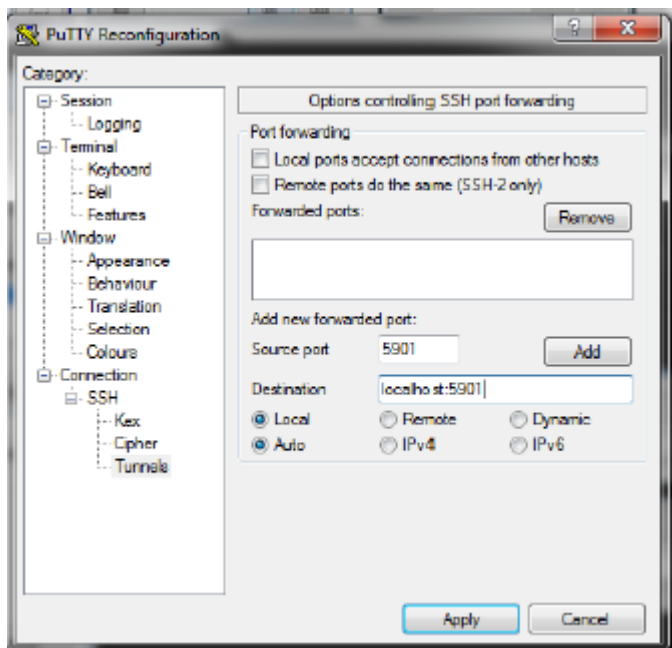 PuTTY Reconfiguration
Category:
Session
Logging
Terminal
Keyboard
Bell
Features
Window
Appearance
Behaviour
Translation
Selection
Colours
Connection
SSH
Kex
Cipher
Tunnels
Options controlling SSH port forwarding
Port forwarding
Local ports accept connections from other hosts
Remote ports do the same (SSH-2 only)
Forwarded ports:
Remove
Add new forwarded port:
Source port 5901 Add
Destination localhost:5901
Local Remote Dynamic
Auto IPv4 IPv6
Apply Cancel